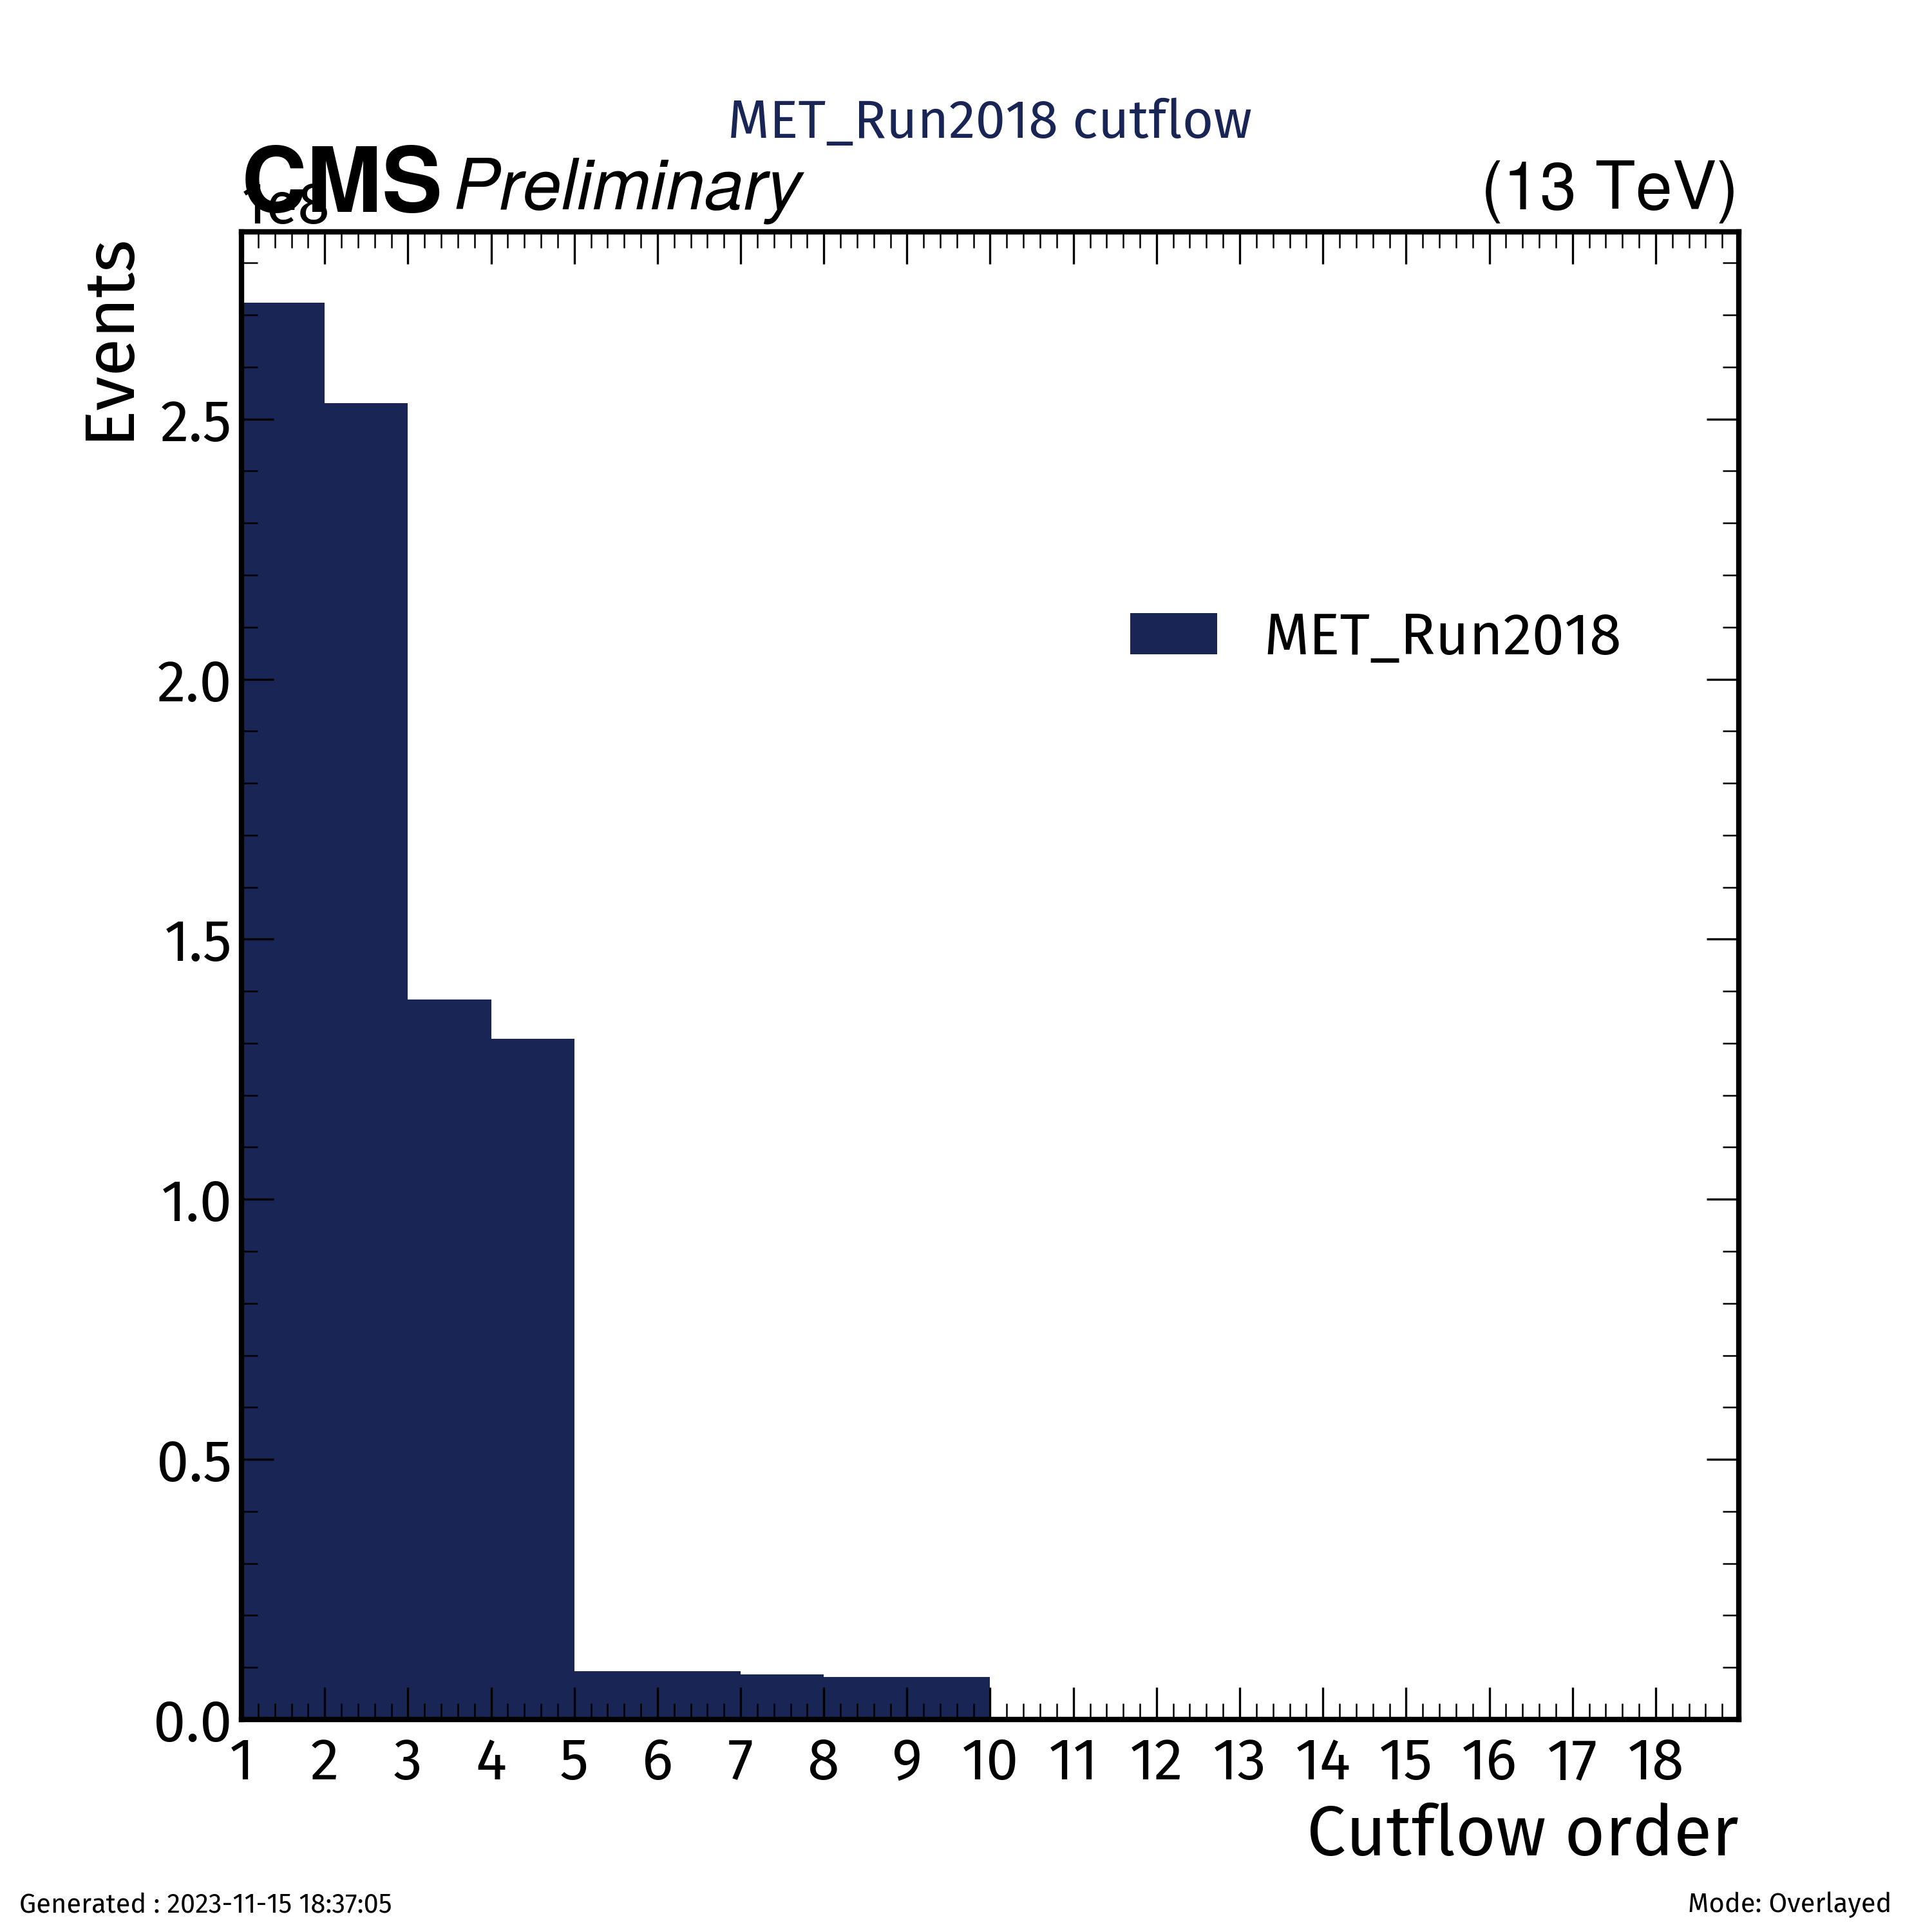 MET_Run2018 cutflow
CMS Preliminary
(13 TeV)
1e8
Events
2.5
2.0
1.5
1.0
0.5
0.0
MET_Run2018
1 2 3 4 5 6 7 8 9 10 11 12 13 14 15 16 17 18
Cutflow order
Generated : 2023-11-15 18:37:05
Mode: Overlayed